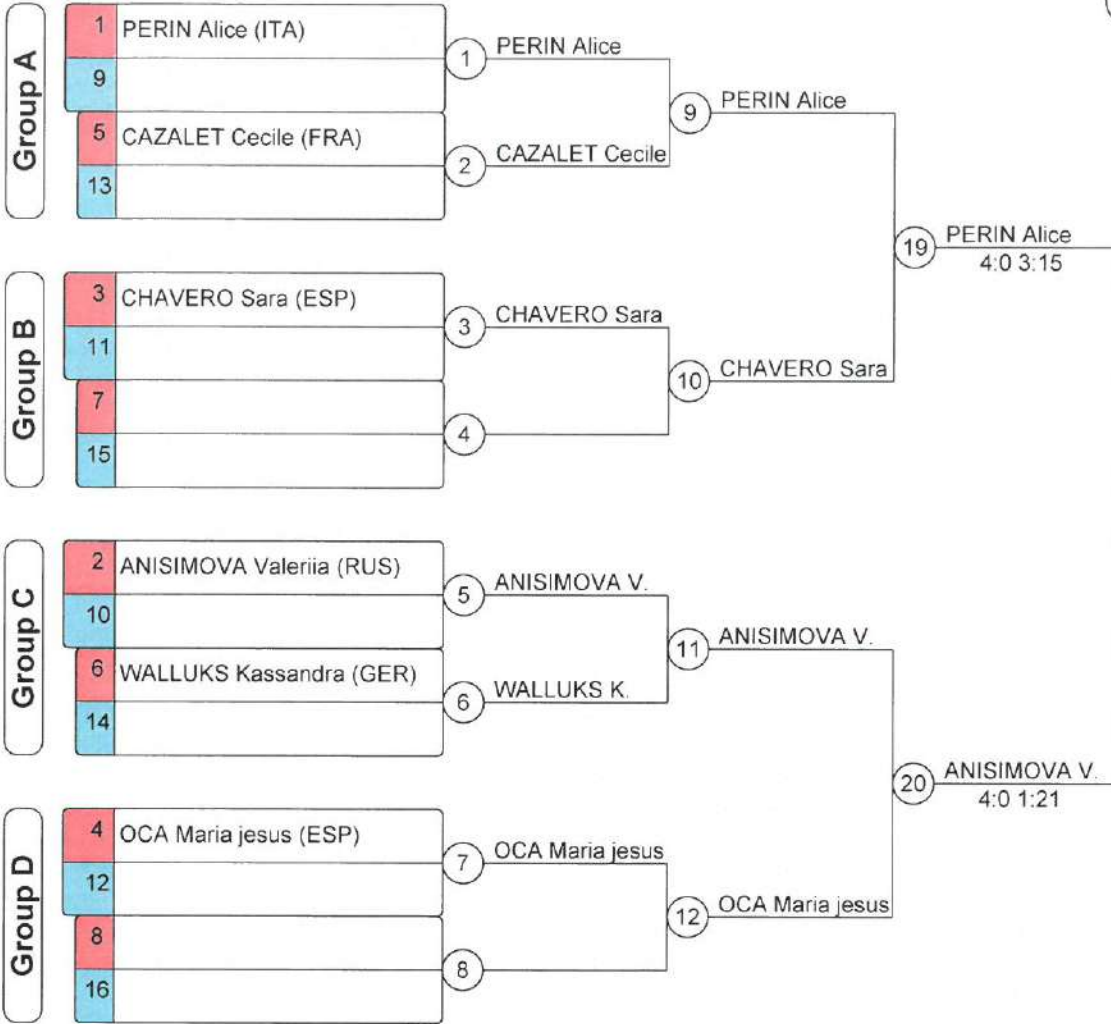 Group A
1 PERIN Alice (ITA)
9
5 CAZALET Cecile (FRA)
13
1 PERIN Alice
2 CAZALET Cecile
9 PERIN Alice
Group B
3 CHAVERO Sara (ESP)
11
7
15
3 CHAVERO Sara
4
10 CHAVERO Sara
19 PERIN Alice
4:0 3:15
Group C
2 ANISIMOVA Valeriia (RUS)
10
6 WALLUKS Kassandra (GER)
14
5 ANISIMOVA V.
6 WALLUKS K.
11 ANISIMOVA V.
Group D
4 OCA Maria jesus (ESP)
12
8
16
7 OCA Maria jesus
8
12 OCA Maria jesus
20 ANISIMOVA V.
4:0 1:21